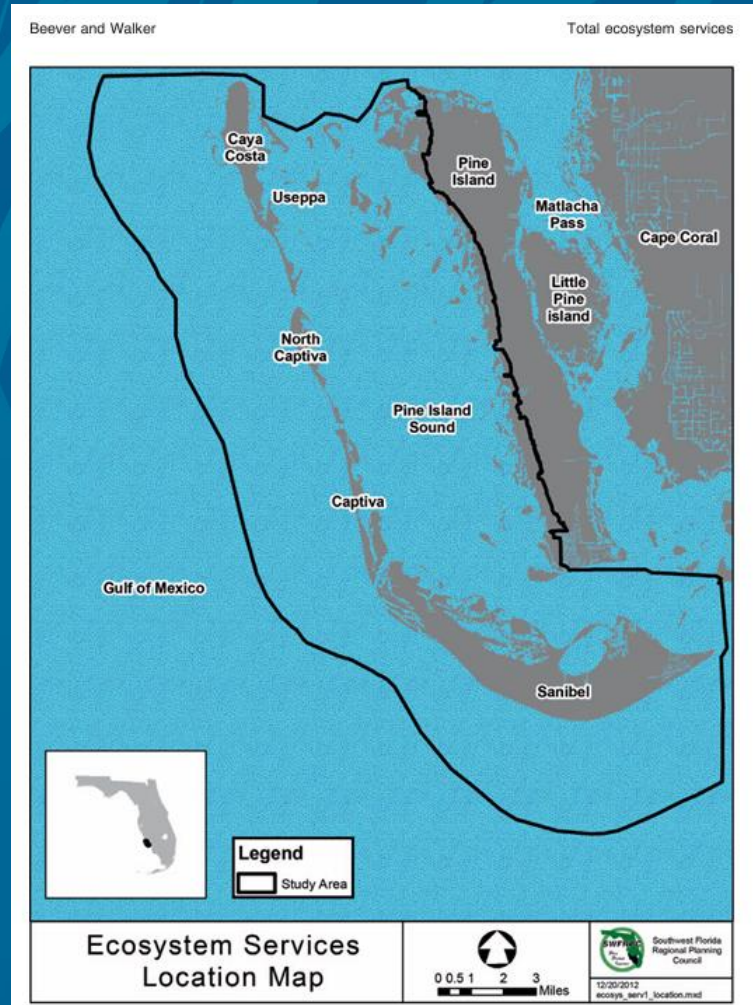 Beever and Walker
Total ecosystem services
Caya
Costa
Useppa
Pine
Island
Matlacha
Pass
Cape Coral
Little
Pine
island
North
Captiva
Pine Island
Sound
Captiva
Gulf of Mexico
Sanibel
Legend
Study Area
Ecosystem Services
Location Map
0 0.5 1 2 3
Miles
SWFRPC
Southwest Florida
Regional Planning
Council
12/20/2012
ecosys_serv1_location.mxd